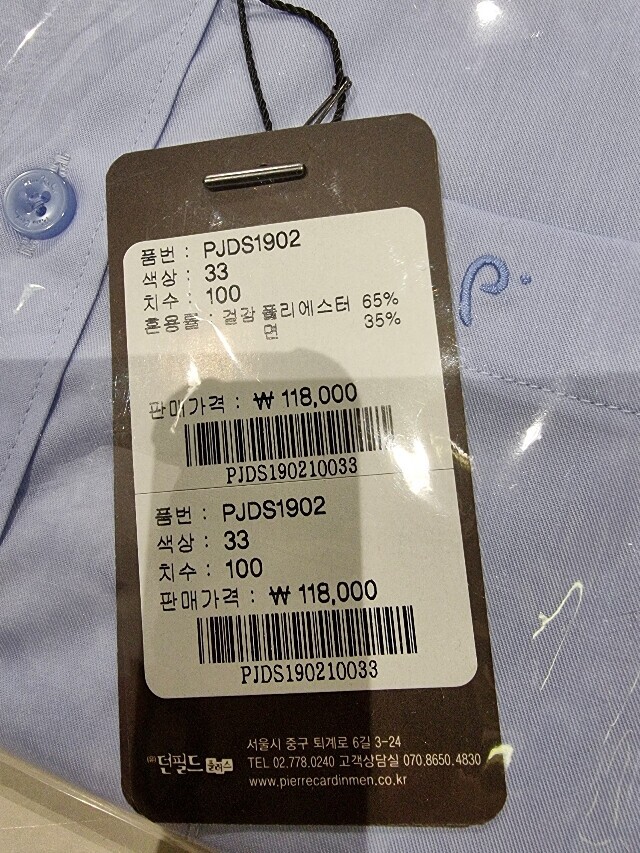 품번 : PJDS1902
색상 : 33
치수 : 100
혼용률 : 겉감 폴리에스터 65%
면 35%
판매가격 : ₩ 118,000
PJDS190210033
품번 : PJDS1902
색상 : 33
치수 : 100
판매가격 : ₩ 118,000
PJDS190210033
서울시 중구 퇴계로 6길 3-24
㈜던필드플러스 TEL 02.778.0240 고객상담실 070.8650.4830
www.pierrecardinmen.co.kr
P